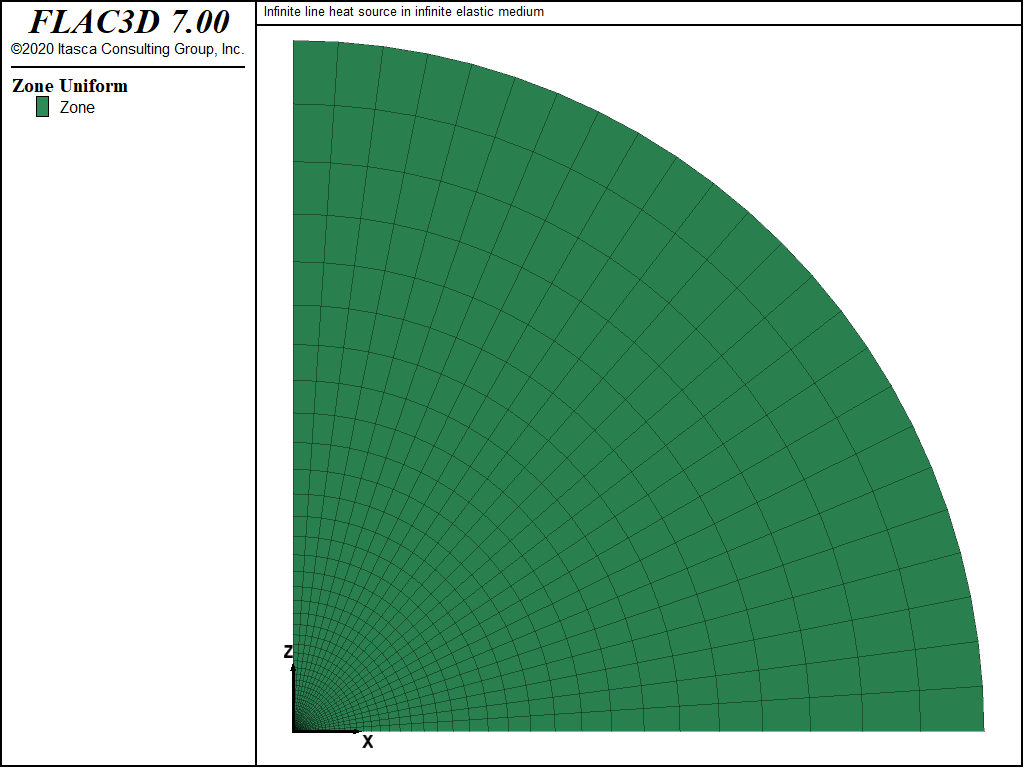 FLAC3D 7.00
©2020 Itasca Consulting Group, Inc.
Zone Uniform
Zone
Infinite line heat source in infinite elastic medium
Z
X